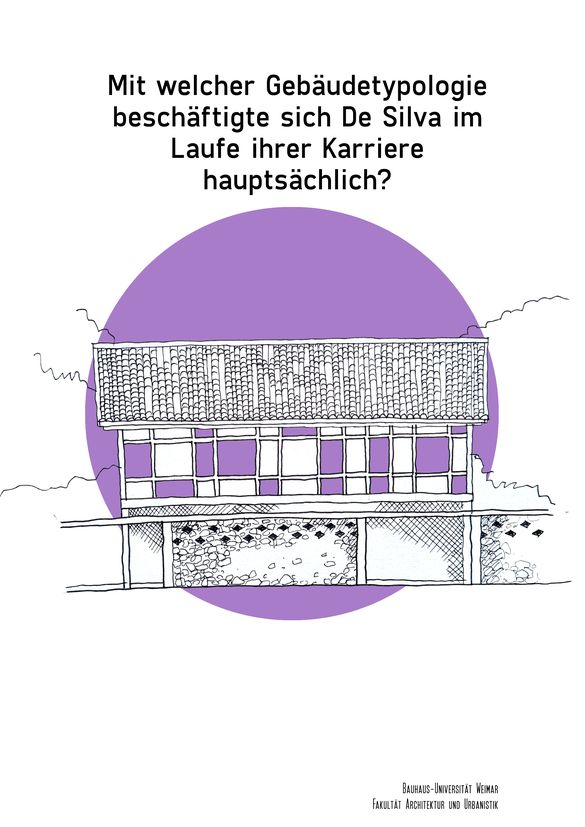 Mit welcher Gebäudetypologie
beschäftigte sich De Silva im
Laufe ihrer Karriere
hauptsächlich?
Bauhaus-Universität Weimar
Fakultät Architektur und Urbanistik